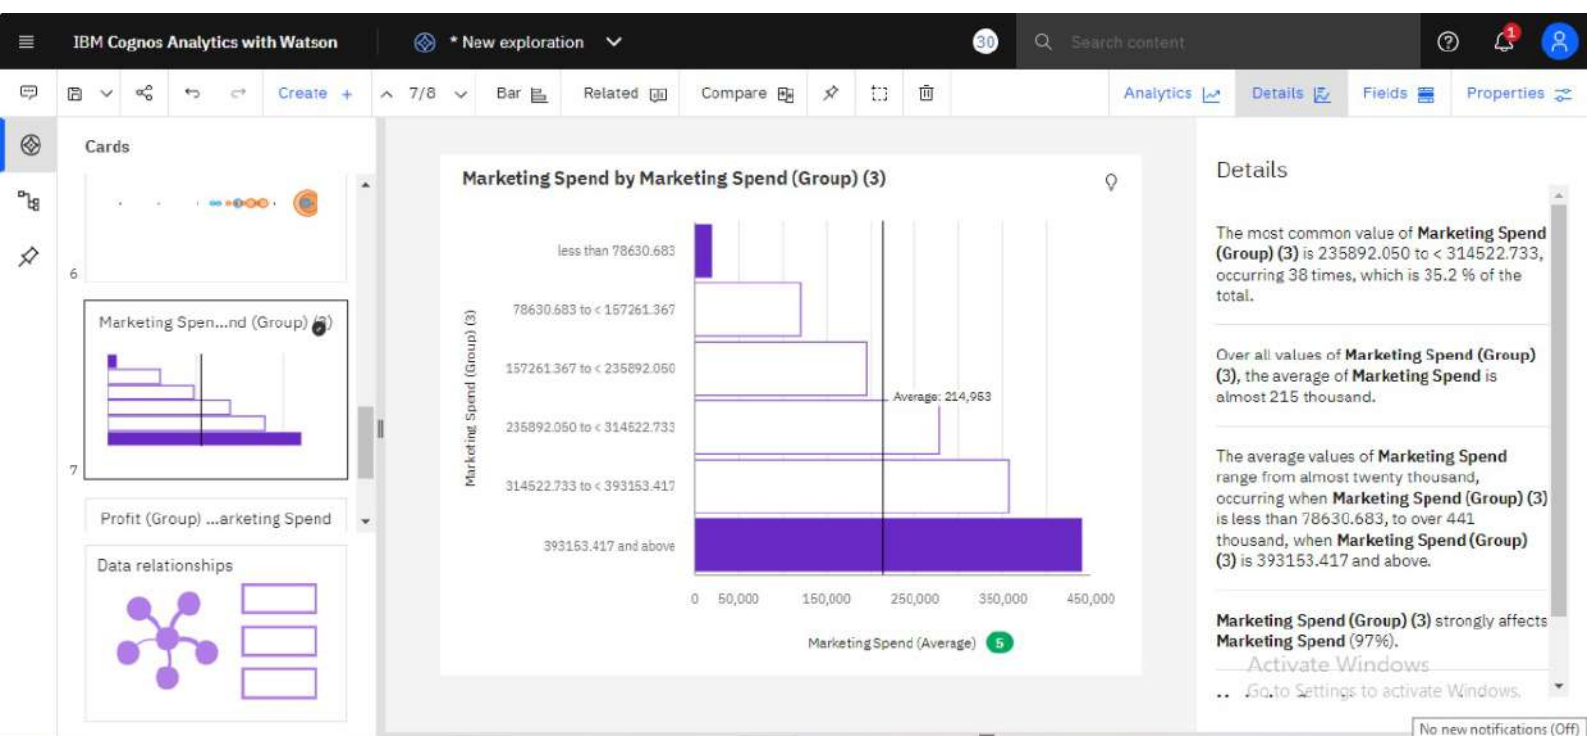 IBM Cognos Analytics with Watson
* New exploration
30
Search content
1
Create +
7/8
Bar
Related
Compare
Analytics
Details
Fields
Properties
Cards
6
Marketing Spen...nd (Group) (3)
7
Profit (Group) ...arketing Spend
Data relationships
Marketing Spend by Marketing Spend (Group) (3)
Marketing Spend (Group) (3)
less than 78630.683
78630.683 to < 157261.367
157261.367 to < 235892.050
235892.050 to < 314522.733
314522.733 to < 393153.417
393153.417 and above
Average: 214,953
0 50,000 150,000 250,000 350,000 450,000
Marketing Spend (Average) 5
Details
The most common value of Marketing Spend
(Group) (3) is 235892.050 to < 314522.733,
occurring 38 times, which is 35.2 % of the
total.
Over all values of Marketing Spend (Group)
(3), the average of Marketing Spend is
almost 215 thousand.
The average values of Marketing Spend
range from almost twenty thousand,
occurring when Marketing Spend (Group) (3)
is less than 78630.683, to over 441
thousand, when Marketing Spend (Group)
(3) is 393153.417 and above.
Marketing Spend (Group) (3) strongly affects
Marketing Spend (97%).
Activate Windows
Go to Settings to activate Windows.
No new notifications (Off)